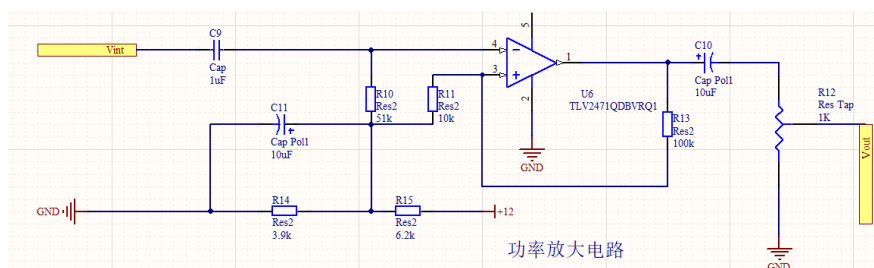 Vint
C9
Cap
1uF
C11
Cap Pol1
10uF
R10
Res2
51k
R11
Res2
10k
4
3
5
2
1
U6
TLV2471QDBVRQ1
GND
R13
Res2
100k
C10
Cap Pol1
10uF
R12
Res Tap
1K
Vout
GND
GND
R14
Res2
3.9k
R15
Res2
6.2k
+12
功率放大电路